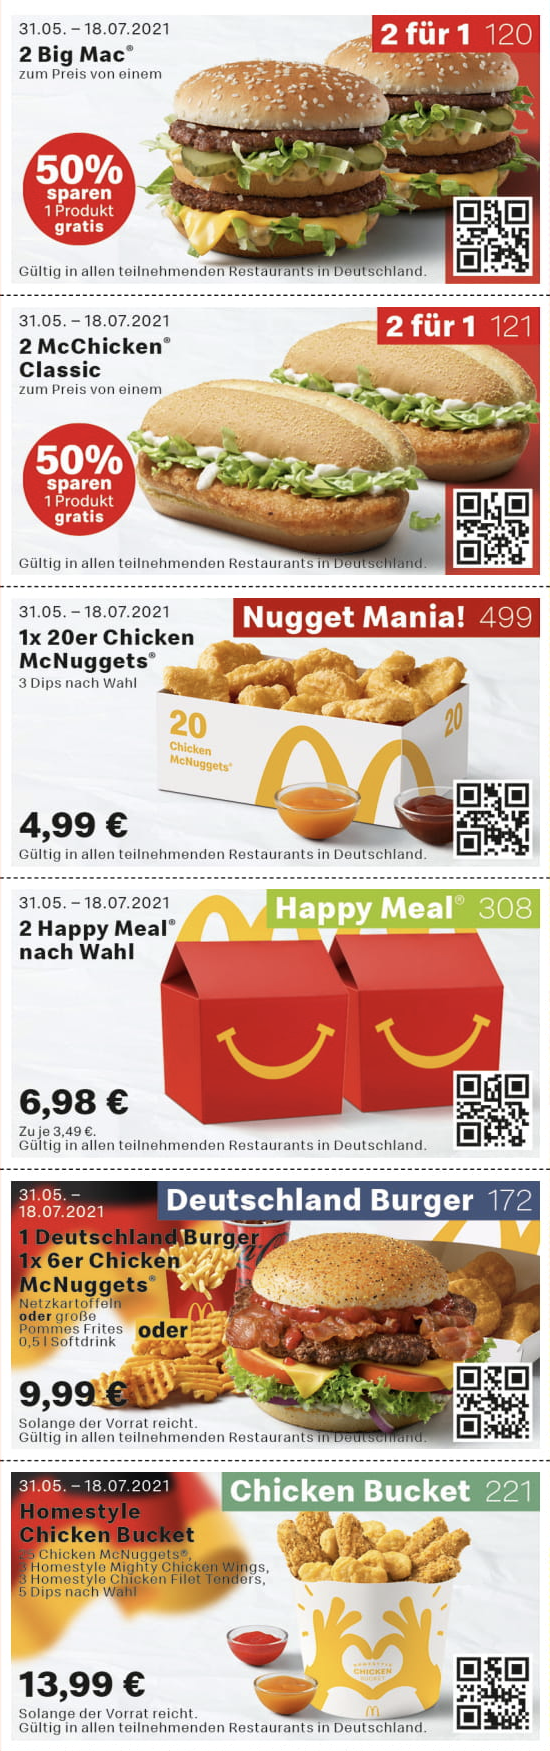 31.05. – 18.07.2021
2 für 1 120
2 Big Mac®
zum Preis von einem
50%
sparen
1 Produkt
gratis
Gültig in allen teilnehmenden Restaurants in Deutschland.
31.05. – 18.07.2021
2 für 1 121
2 McChicken®
Classic
zum Preis von einem
50%
sparen
1 Produkt
gratis
Gültig in allen teilnehmenden Restaurants in Deutschland.
31.05. – 18.07.2021
Nugget Mania! 499
1x 20er Chicken
McNuggets®
3 Dips nach Wahl
20
Chicken
McNuggets®
20
4,99 €
Gültig in allen teilnehmenden Restaurants in Deutschland.
31.05. – 18.07.2021
Happy Meal® 308
2 Happy Meal®
nach Wahl
6,98 €
Zu je 3,49 €.
Gültig in allen teilnehmenden Restaurants in Deutschland.
31.05. –
18.07.2021
Deutschland Burger 172
1 Deutschland Burger
1x 6er Chicken
McNuggets®
Netzkartoffeln
oder große
Pommes Frites
0,5 l Softdrink
oder
9,99 €
Solange der Vorrat reicht.
Gültig in allen teilnehmenden Restaurants in Deutschland.
31.05. – 18.07.2021
Chicken Bucket 221
Homestyle
Chicken Bucket
Chicken McNuggets®,
3 Homestyle Mighty Chicken Wings,
3 Homestyle Chicken Filet Tenders,
5 Dips nach Wahl
HOMESTYLE
CHICKEN
BUCKET
13,99 €
Solange der Vorrat reicht.
Gültig in allen teilnehmenden Restaurants in Deutschland.